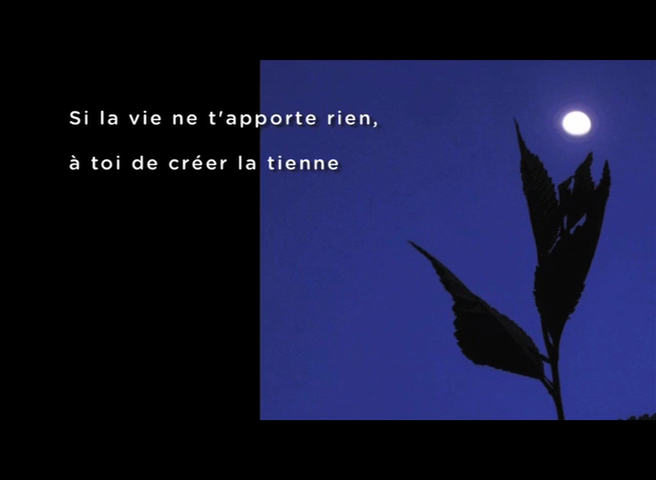 Si la vie ne t'apporte rien,
à toi de créer la tienne